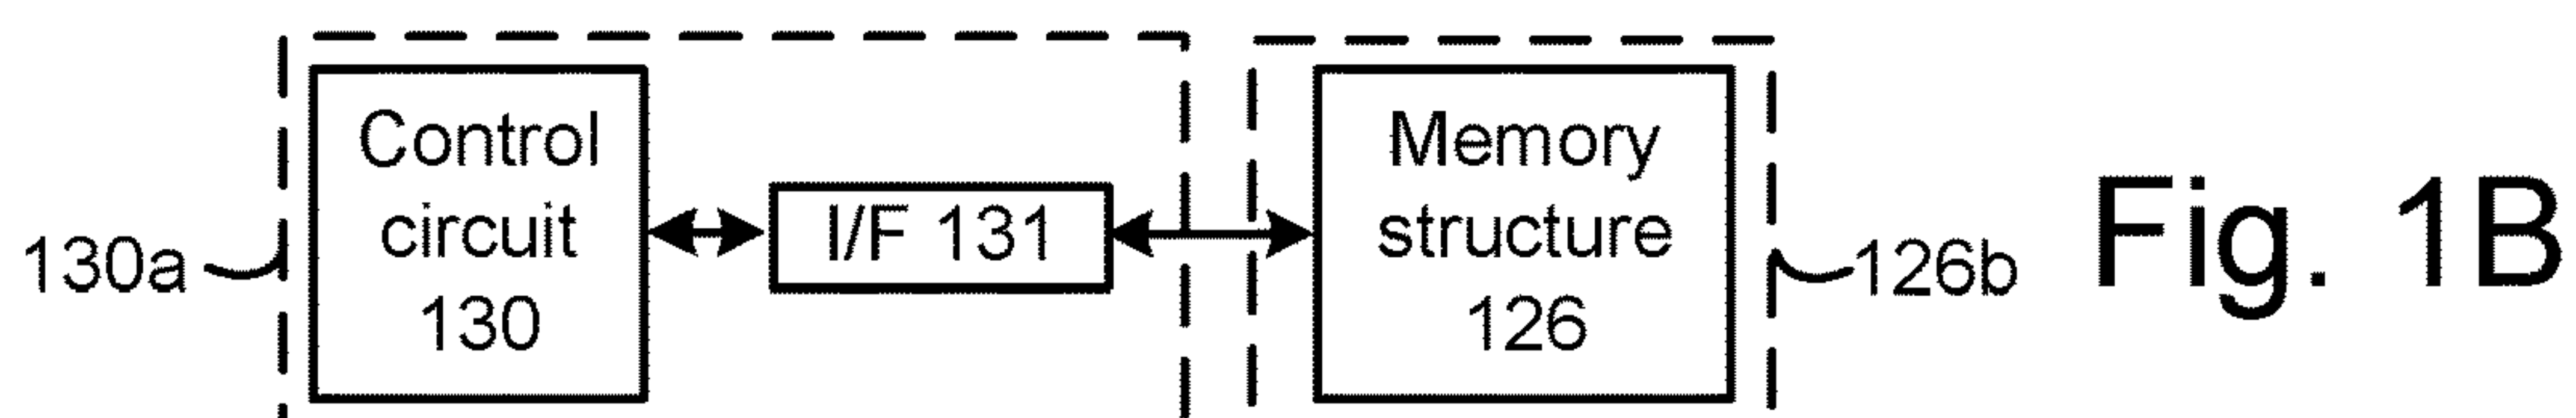 130a
Control
circuit
130
I/F 131
Memory
structure
126
126b
Fig. 1B